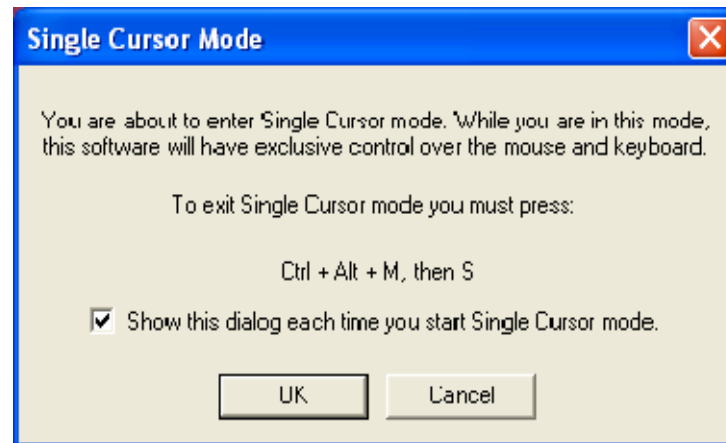 Single Cursor Mode
You are about to enter Single Cursor mode. While you are in this mode,
this software will have exclusive control over the mouse and keyboard.
To exit Single Cursor mode you must press:
Ctrl + Alt + M, then S
Show this dialog each time you start Single Cursor mode.
OK
Cancel